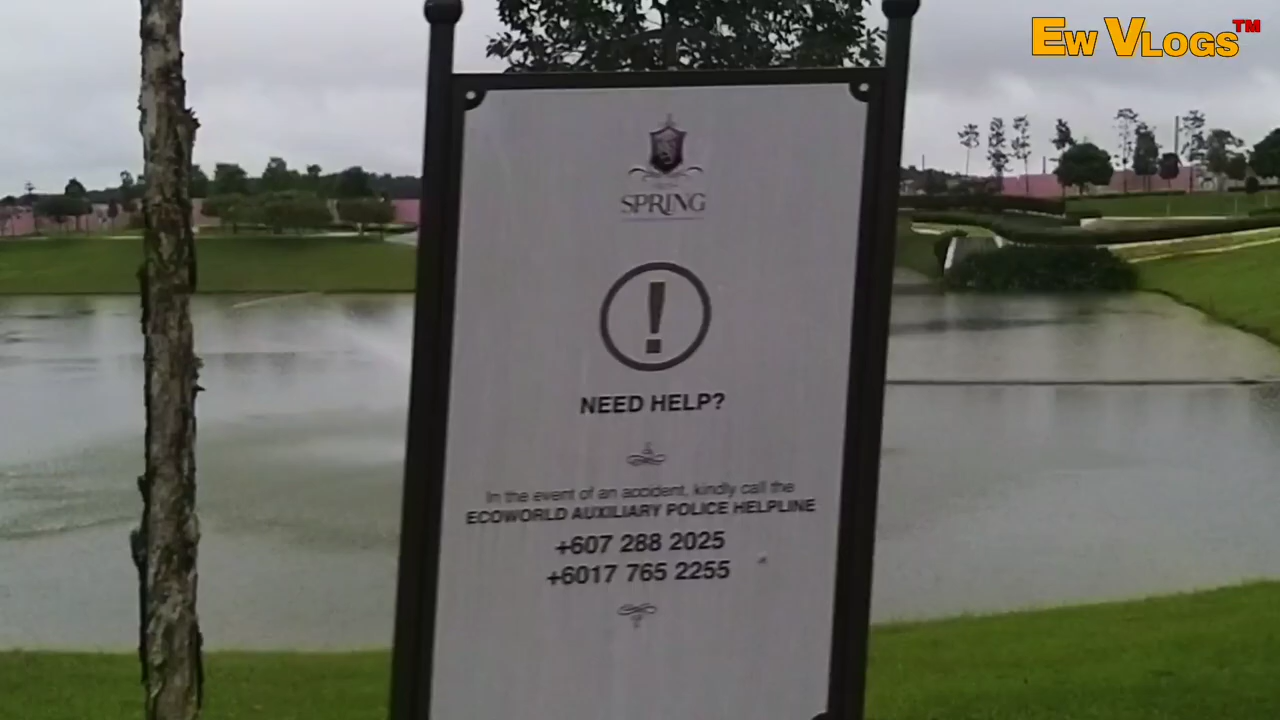 EW VLOGS™
SPRING
!
NEED HELP?
In the event of an accident, kindly call the
ECOWORLD AUXILIARY POLICE HELPLINE
+607 288 2025
+6017 765 2255